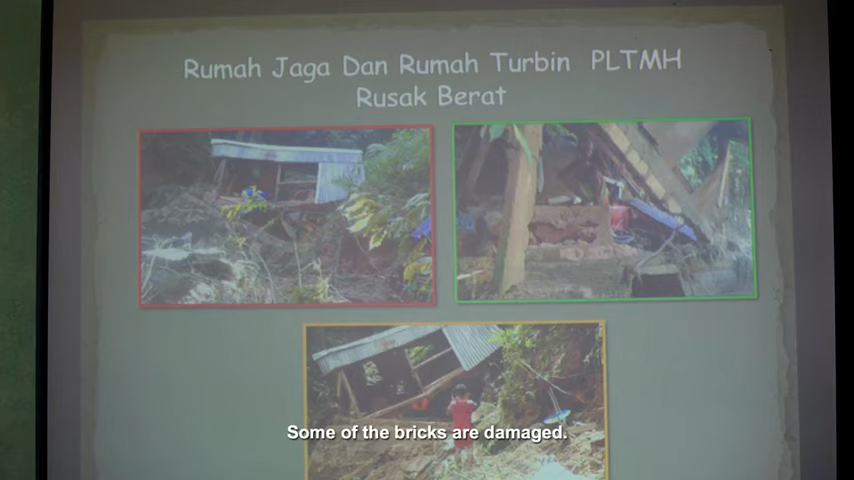 Rumah Jaga Dan Rumah Turbin PLTMH
Rusak Berat
Some of the bricks are damaged.